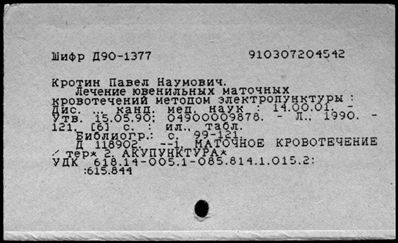 Шифр Д90-1377 910307204542
Кротин Павел Наумович.
Лечение ювенильных маточных
кровотечений методом электропунктуры :
Дис. ... канд. мед. наук : 14.00.01. -
Утв. 15.05.90; 04900009878. - Л., 1990. -
121, [6] с. : ил., табл.
Библиогр.: с. 99-121.
Д 118902. --1. МАТОЧНОЕ КРОВОТЕЧЕНИЕ
/ тер* 2. АКУПУНКТУРА*
УДК 618.14-005.1-085.814.1.015.2:
:615.844